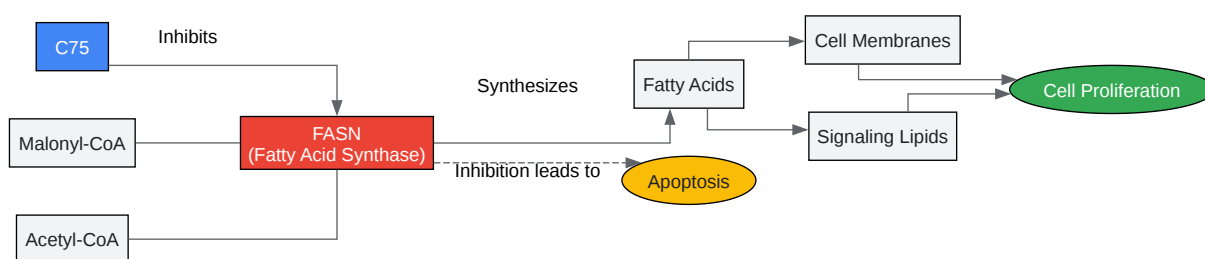 C75
Inhibits
Cell Membranes
Synthesizes
Fatty Acids
Cell Proliferation
Malonyl-CoA
FASN
(Fatty Acid Synthase)
Signaling Lipids
Inhibition leads to
Apoptosis
Acetyl-CoA